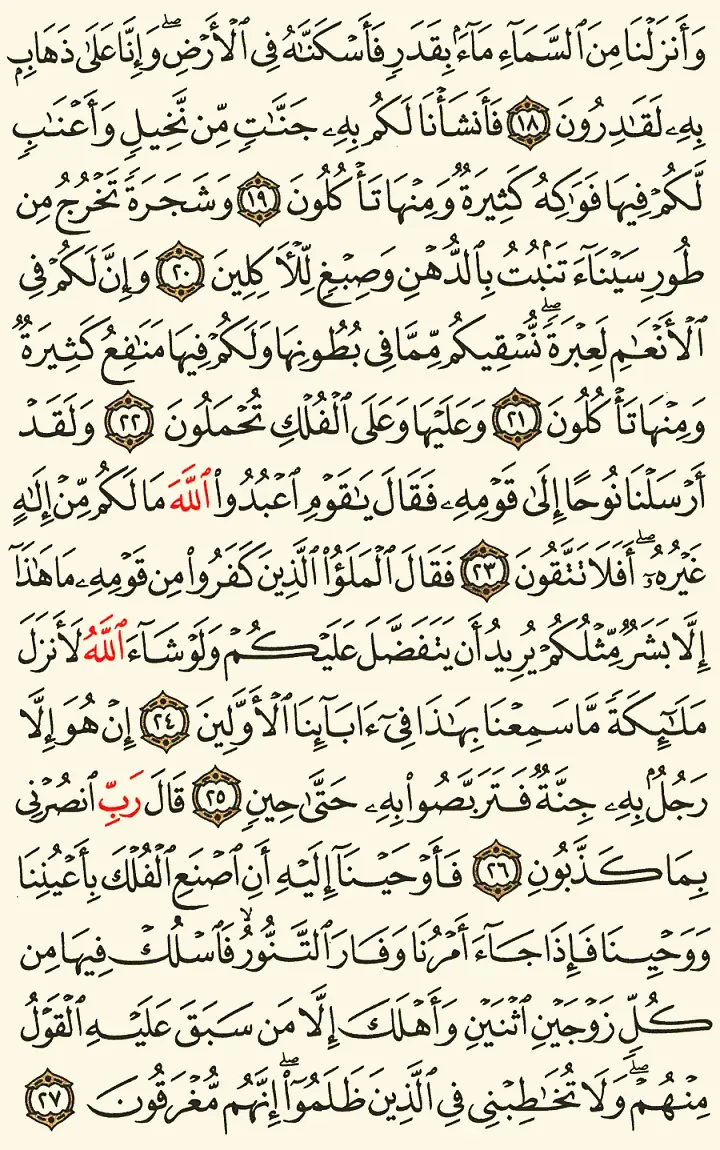 وَأَنزَلْنَا مِنَ ٱلسَّمَآءِ مَآءًۢ بِقَدَرٍ فَأَسْكَنَّـٰهُ فِى ٱلْأَرْضِ ۖ وَإِنَّا عَلَىٰ ذَهَابٍۭ
بِهِۦ لَقَـٰدِرُونَ ١٨ فَأَنشَأْنَا لَكُم بِهِۦ جَنَّـٰتٍ مِّن نَّخِيلٍ وَأَعْنَـٰبٍ
لَّكُمْ فِيهَا فَوَٰكِهُ كَثِيرَةٌ وَمِنْهَا تَأْكُلُونَ ١٩ وَشَجَرَةً تَخْرُجُ مِن
طُورِ سَيْنَآءَ تَنۢبُتُ بِٱلدُّهْنِ وَصِبْغٍ لِّلْـَٔاكِلِينَ ٢٠ وَإِنَّ لَكُمْ فِى
ٱلْأَنْعَـٰمِ لَعِبْرَةً ۖ نُّسْقِيكُم مِّمَّا فِى بُطُونِهَا وَلَكُمْ فِيهَا مَنَـٰفِعُ كَثِيرَةٌ
وَمِنْهَا تَأْكُلُونَ ٢١ وَعَلَيْهَا وَعَلَى ٱلْفُلْكِ تُحْمَلُونَ ٢٢ وَلَقَدْ
أَرْسَلْنَا نُوحًا إِلَىٰ قَوْمِهِۦ فَقَالَ يَـٰقَوْمِ ٱعْبُدُوا۟ ٱللَّهَ مَا لَكُم مِّنْ إِلَـٰهٍ
غَيْرُهُۥٓ ۖ أَفَلَا تَتَّقُونَ ٢٣ فَقَالَ ٱلْمَلَؤُا۟ ٱلَّذِينَ كَفَرُوا۟ مِن قَوْمِهِۦ مَا هَـٰذَآ
إِلَّا بَشَرٌ مِّثْلُكُمْ يُرِيدُ أَن يَتَفَضَّلَ عَلَيْكُمْ وَلَوْ شَآءَ ٱللَّهُ لَأَنزَلَ
مَلَـٰٓئِكَةً مَّا سَمِعْنَا بِهَـٰذَا فِىٓ ءَابَآئِنَا ٱلْأَوَّلِينَ ٢٤ إِنْ هُوَ إِلَّا
رَجُلٌۢ بِهِۦ جِنَّةٌ فَتَرَبَّصُوا۟ بِهِۦ حَتَّىٰ حِينٍ ٢٥ قَالَ رَبِّ ٱنصُرْنِى
بِمَا كَذَّبُونِ ٢٦ فَأَوْحَيْنَآ إِلَيْهِ أَنِ ٱصْنَعِ ٱلْفُلْكَ بِأَعْيُنِنَا
وَوَحْيِنَا فَإِذَا جَآءَ أَمْرُنَا وَفَارَ ٱلتَّنُّورُ ۙ فَٱسْلُكْ فِيهَا مِن
كُلٍّ زَوْجَيْنِ ٱثْنَيْنِ وَأَهْلَكَ إِلَّا مَن سَبَقَ عَلَيْهِ ٱلْقَوْلُ
مِنْهُمْ ۖ وَلَا تُخَـٰطِبْنِى فِى ٱلَّذِينَ ظَلَمُوٓا۟ ۖ إِنَّهُم مُّغْرَقُونَ ٢٧